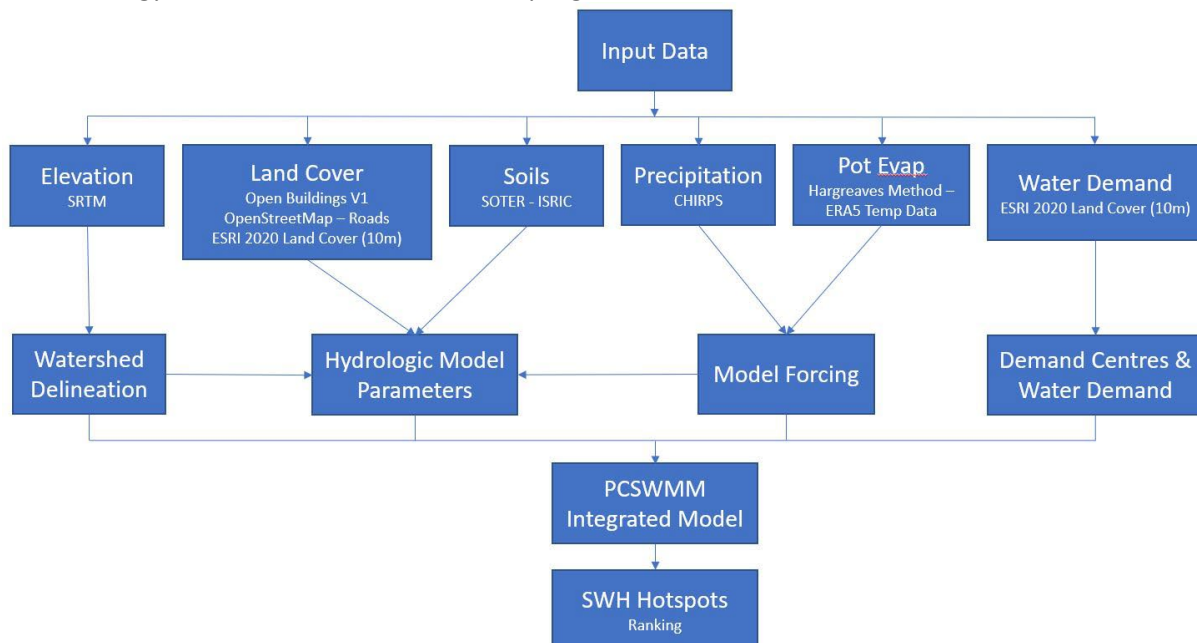 Input Data
Elevation
SRTM
Land Cover
Open Buildings V1
OpenStreetMap – Roads
ESRI 2020 Land Cover (10m)
Soils
SOTER - ISRIC
Precipitation
CHIRPS
Pot Evap
Hargreaves Method –
ERA5 Temp Data
Water Demand
ESRI 2020 Land Cover (10m)
Watershed
Delineation
Hydrologic Model
Parameters
Model Forcing
Demand Centres &
Water Demand
PCSWMM
Integrated Model
SWH Hotspots
Ranking